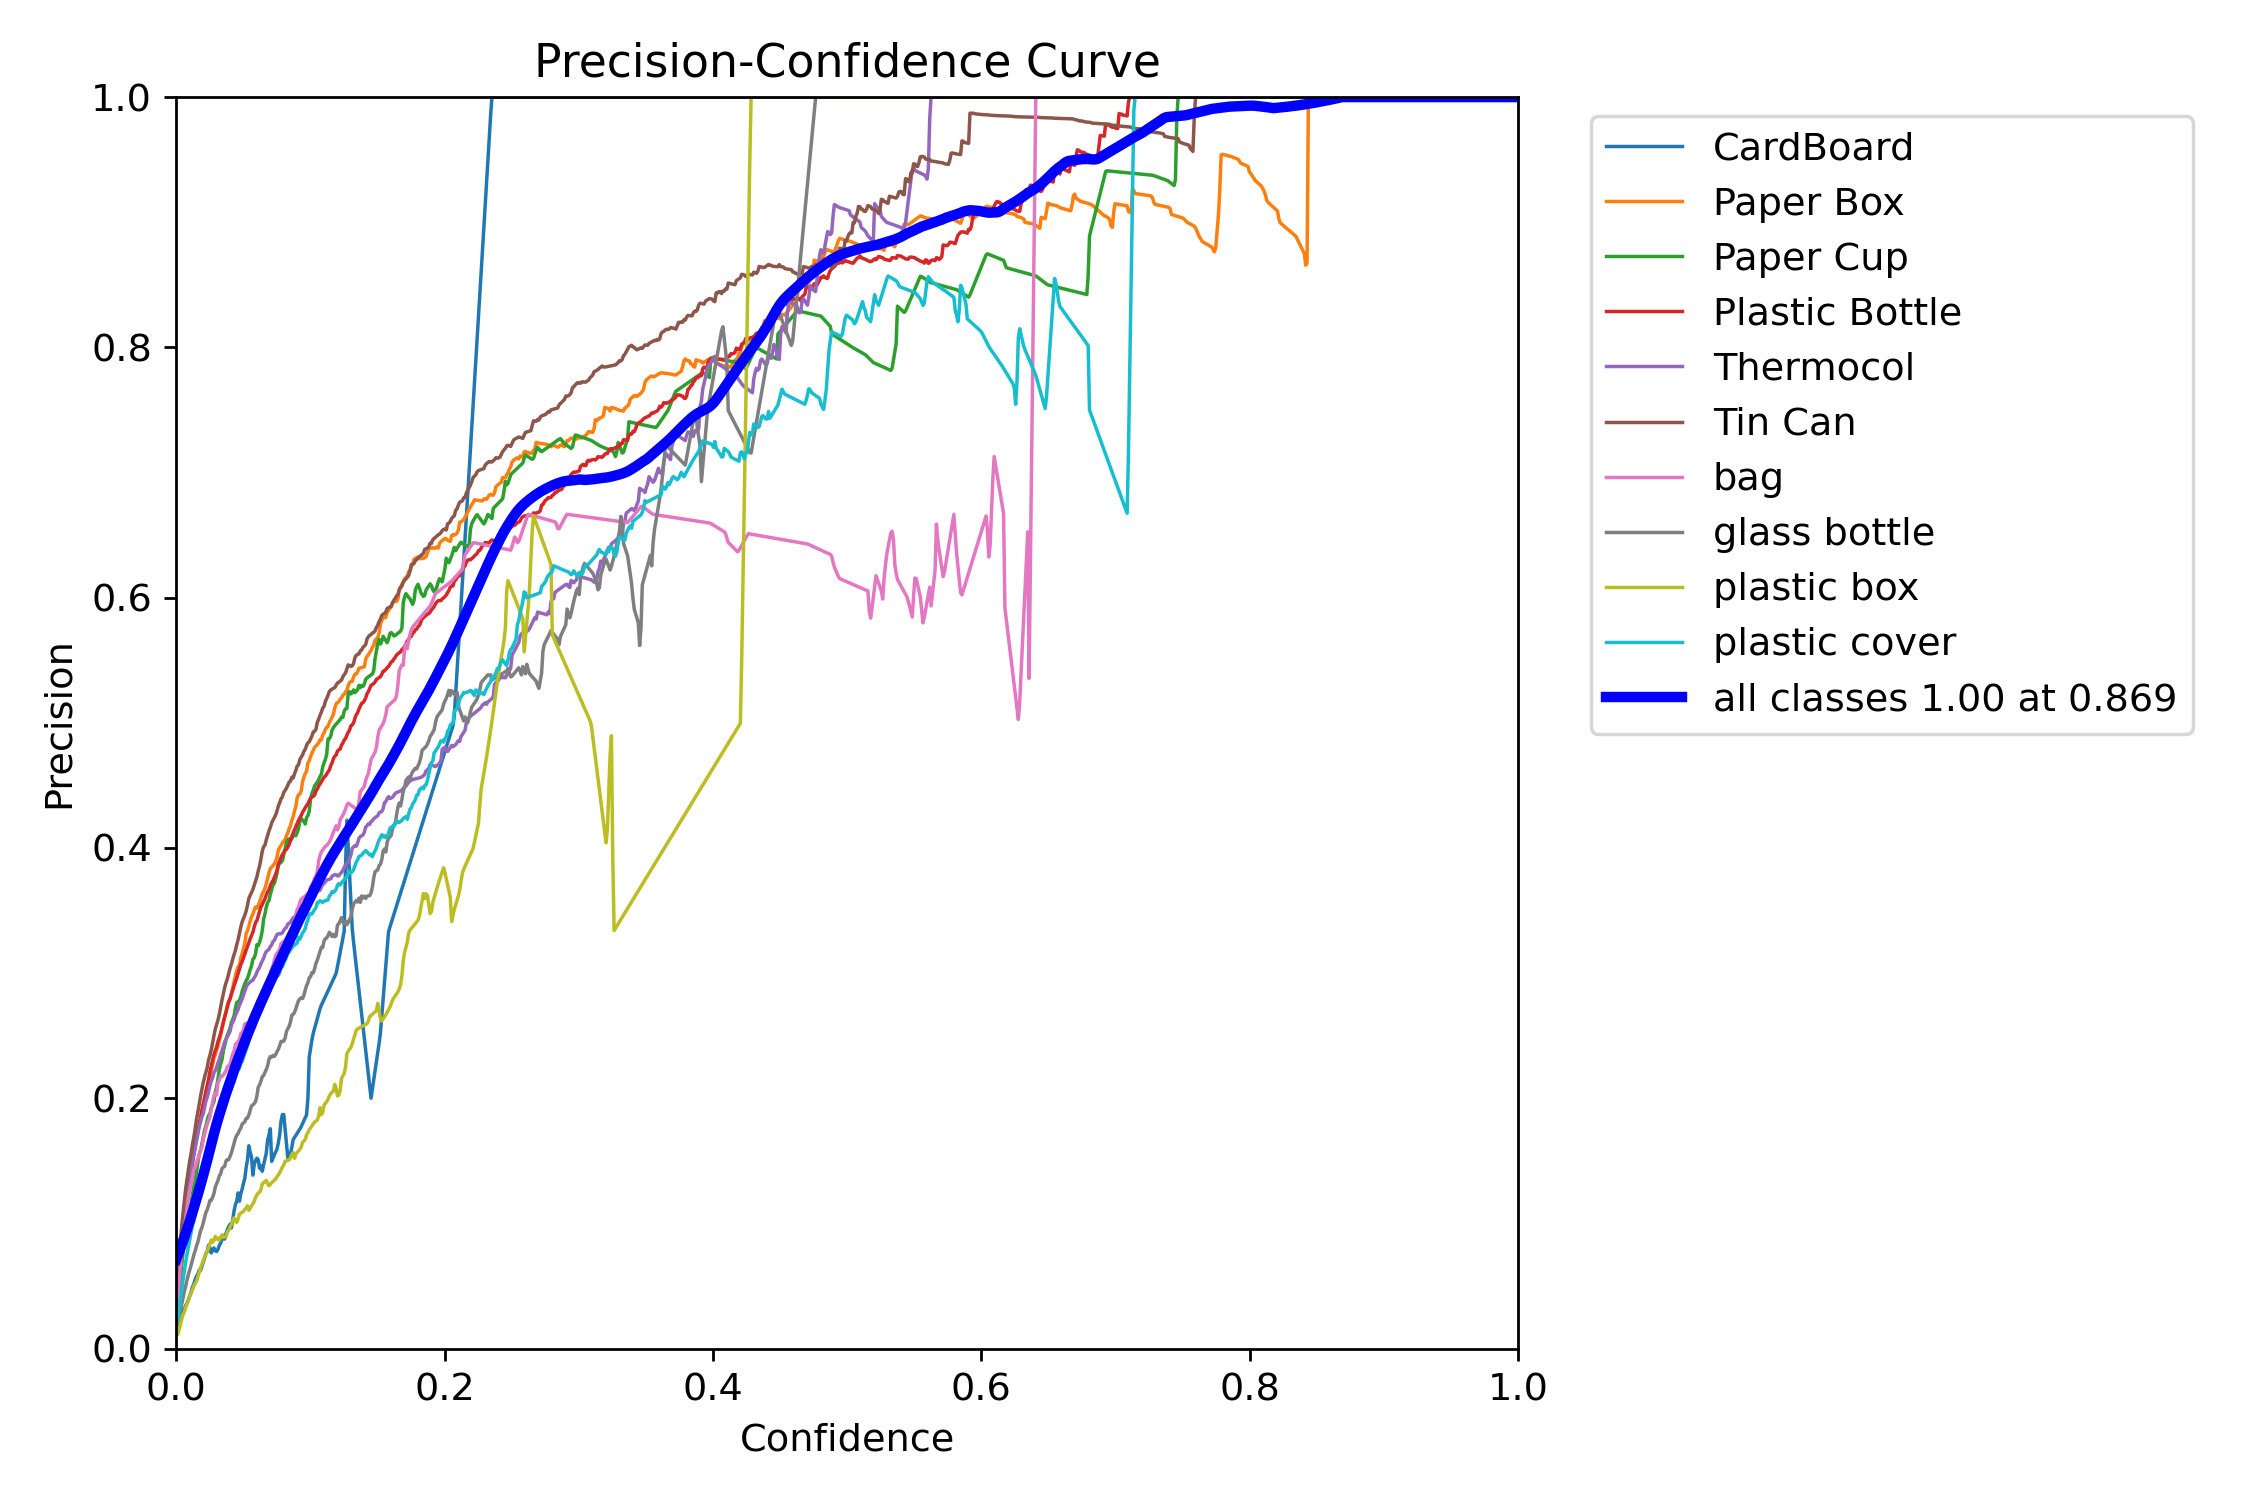 Precision-Confidence Curve
1.0
0.8
0.6
0.4
0.2
0.0
Precision
0.0 0.2 0.4 0.6 0.8 1.0
Confidence
CardBoard
Paper Box
Paper Cup
Plastic Bottle
Thermocol
Tin Can
bag
glass bottle
plastic box
plastic cover
all classes 1.00 at 0.869